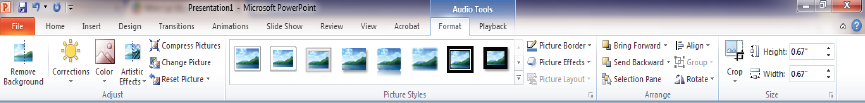 Presentation1 - Microsoft PowerPoint
Audio Tools
File Home Insert Design Transitions Animations Slide Show Review View Acrobat Format Playback
Remove Background
Corrections
Color
Artistic Effects
Compress Pictures
Change Picture
Reset Picture
Adjust
Picture Styles
Picture Border
Picture Effects
Picture Layout
Bring Forward
Send Backward
Selection Pane
Align
Group
Rotate
Arrange
Crop
Height: 0.67"
Width: 0.67"
Size